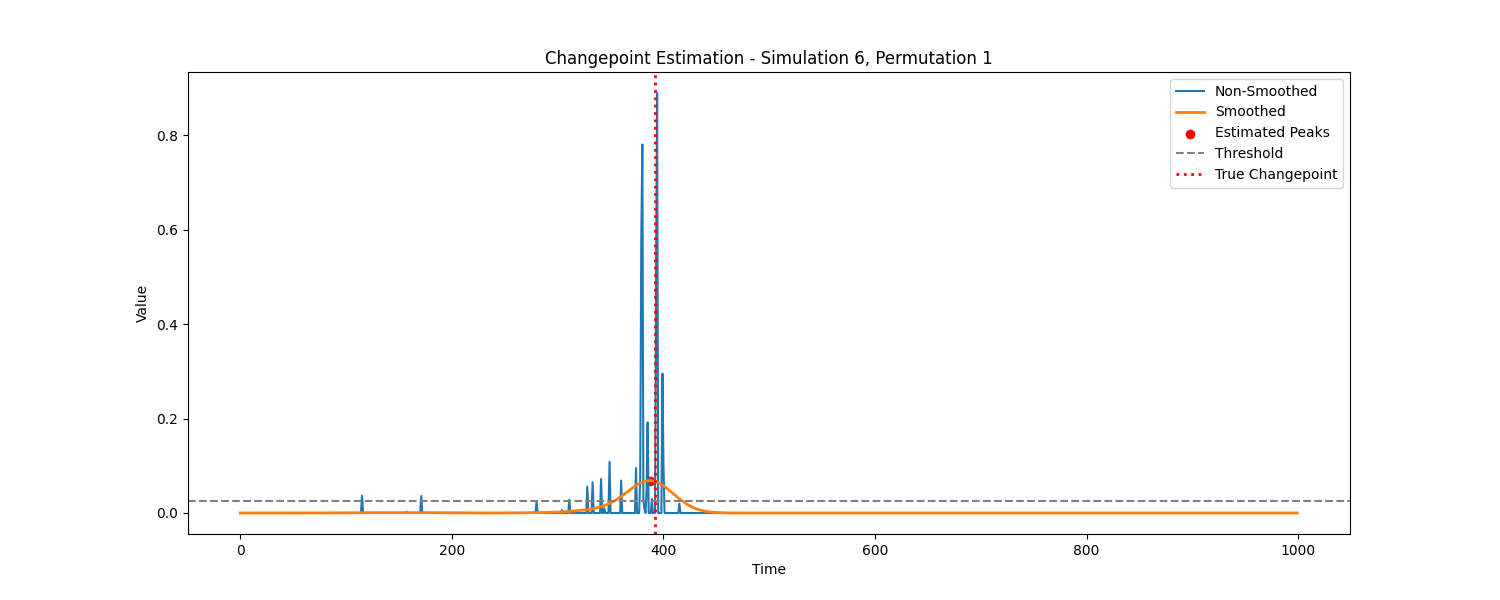 Changepoint Estimation - Simulation 6, Permutation 1
Non-Smoothed
Smoothed
Estimated Peaks
Threshold
True Changepoint
Value
0.8
0.6
0.4
0.2
0.0
0 200 400 600 800 1000
Time